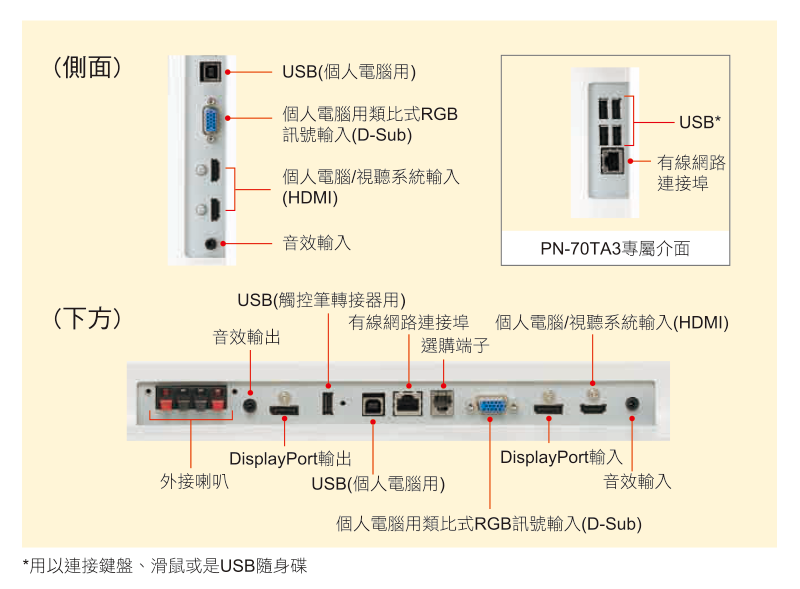 (側面)
USB(個人電腦用)
個人電腦用類比式RGB
訊號輸入(D-Sub)
個人電腦/視聽系統輸入
(HDMI)
音效輸入
USB*
有線網路
連接埠
PN-70TA3專屬介面
(下方)
USB(觸控筆轉接器用)
音效輸出
有線網路連接埠
選購端子
個人電腦/視聽系統輸入(HDMI)
外接喇叭
DisplayPort輸出
USB(個人電腦用)
DisplayPort輸入
音效輸入
個人電腦用類比式RGB訊號輸入(D-Sub)
*用以連接鍵盤、滑鼠或是USB隨身碟